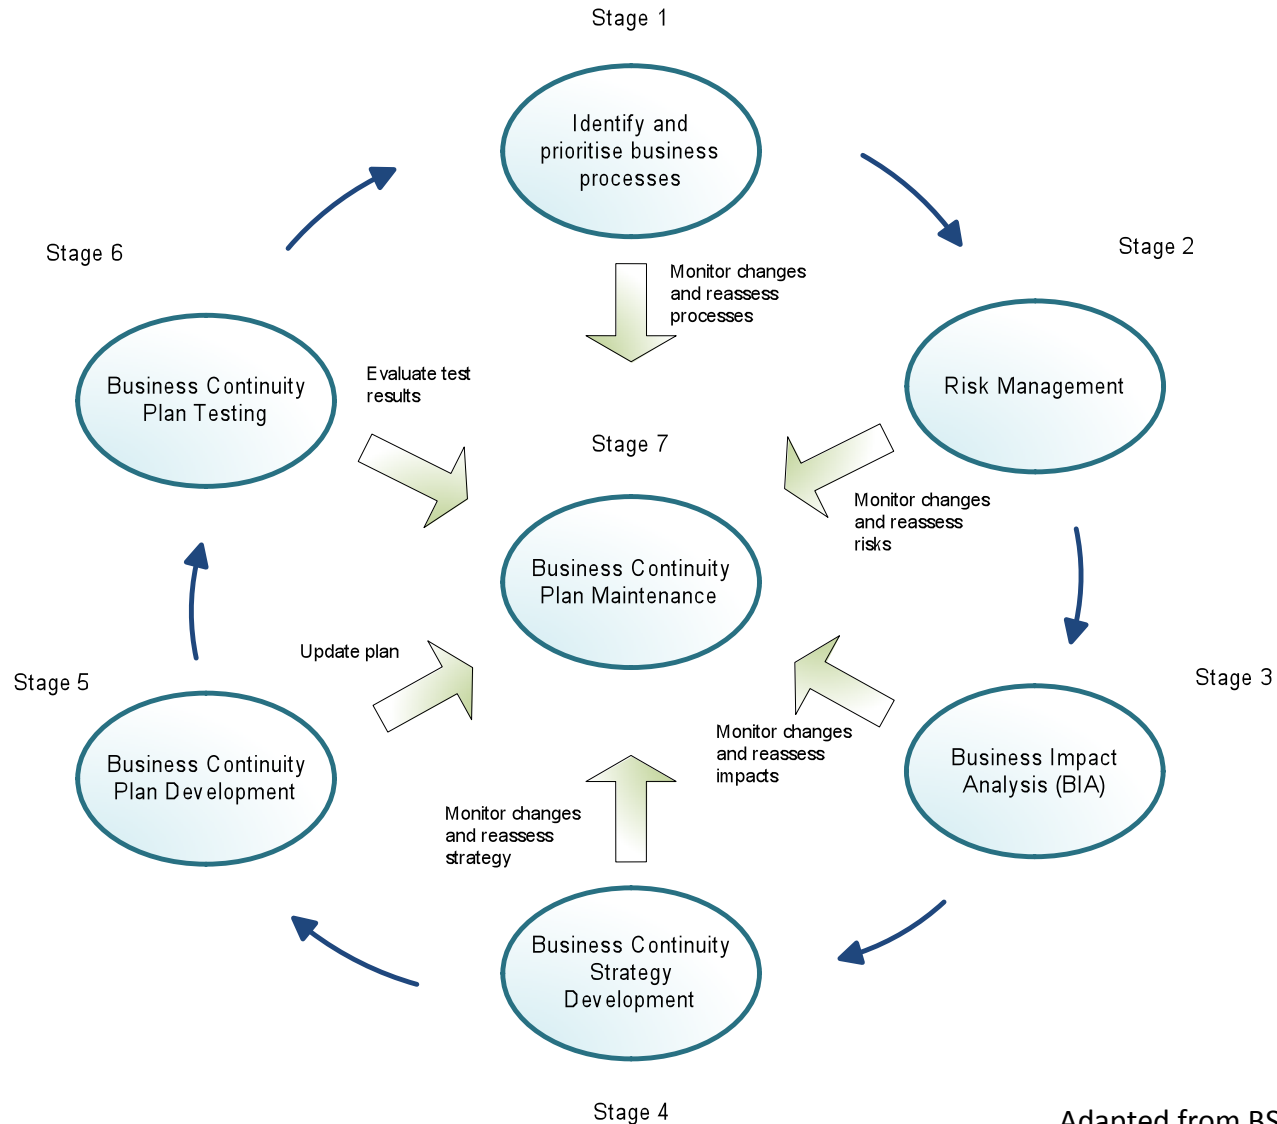 Stage 1
Identify and
prioritise business
processes
Monitor changes
and reassess
processes
Stage 2
Risk Management
Monitor changes
and reassess
risks
Stage 3
Business Impact
Analysis (BIA)
Monitor changes
and reassess
impacts
Stage 4
Business Continuity
Strategy
Development
Monitor changes
and reassess
strategy
Stage 5
Business Continuity
Plan Development
Update plan
Stage 6
Business Continuity
Plan Testing
Evaluate test
results
Stage 7
Business Continuity
Plan Maintenance
Adapted from BS